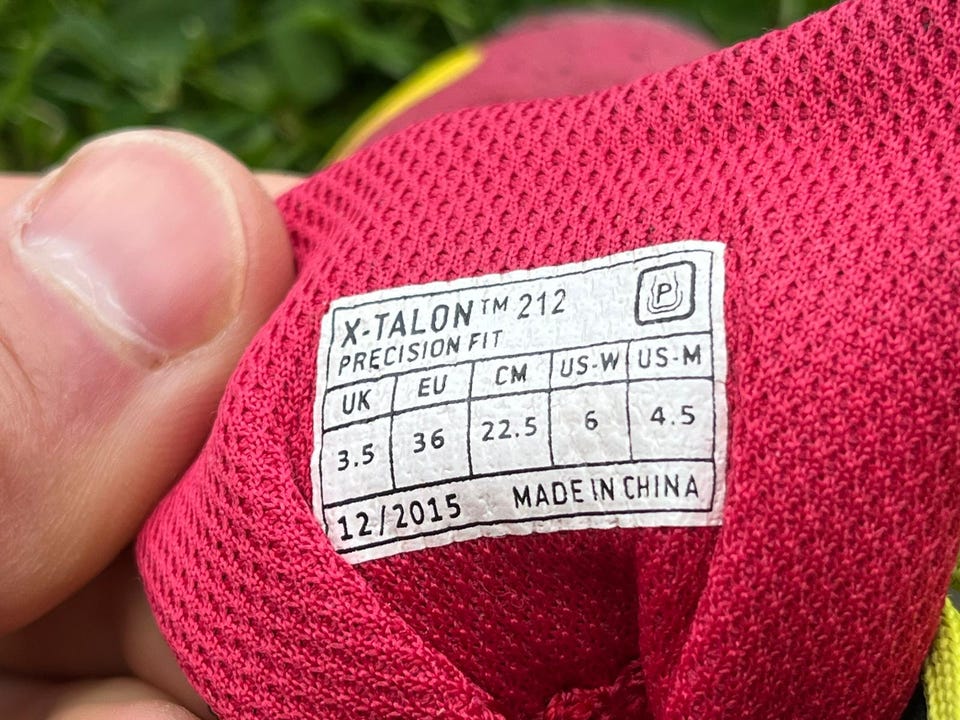 X-TALON™ 212
PRECISION FIT
P
UK EU CM US-W US-M
3.5 36 22.5 6 4.5
12/2015 MADE IN CHINA